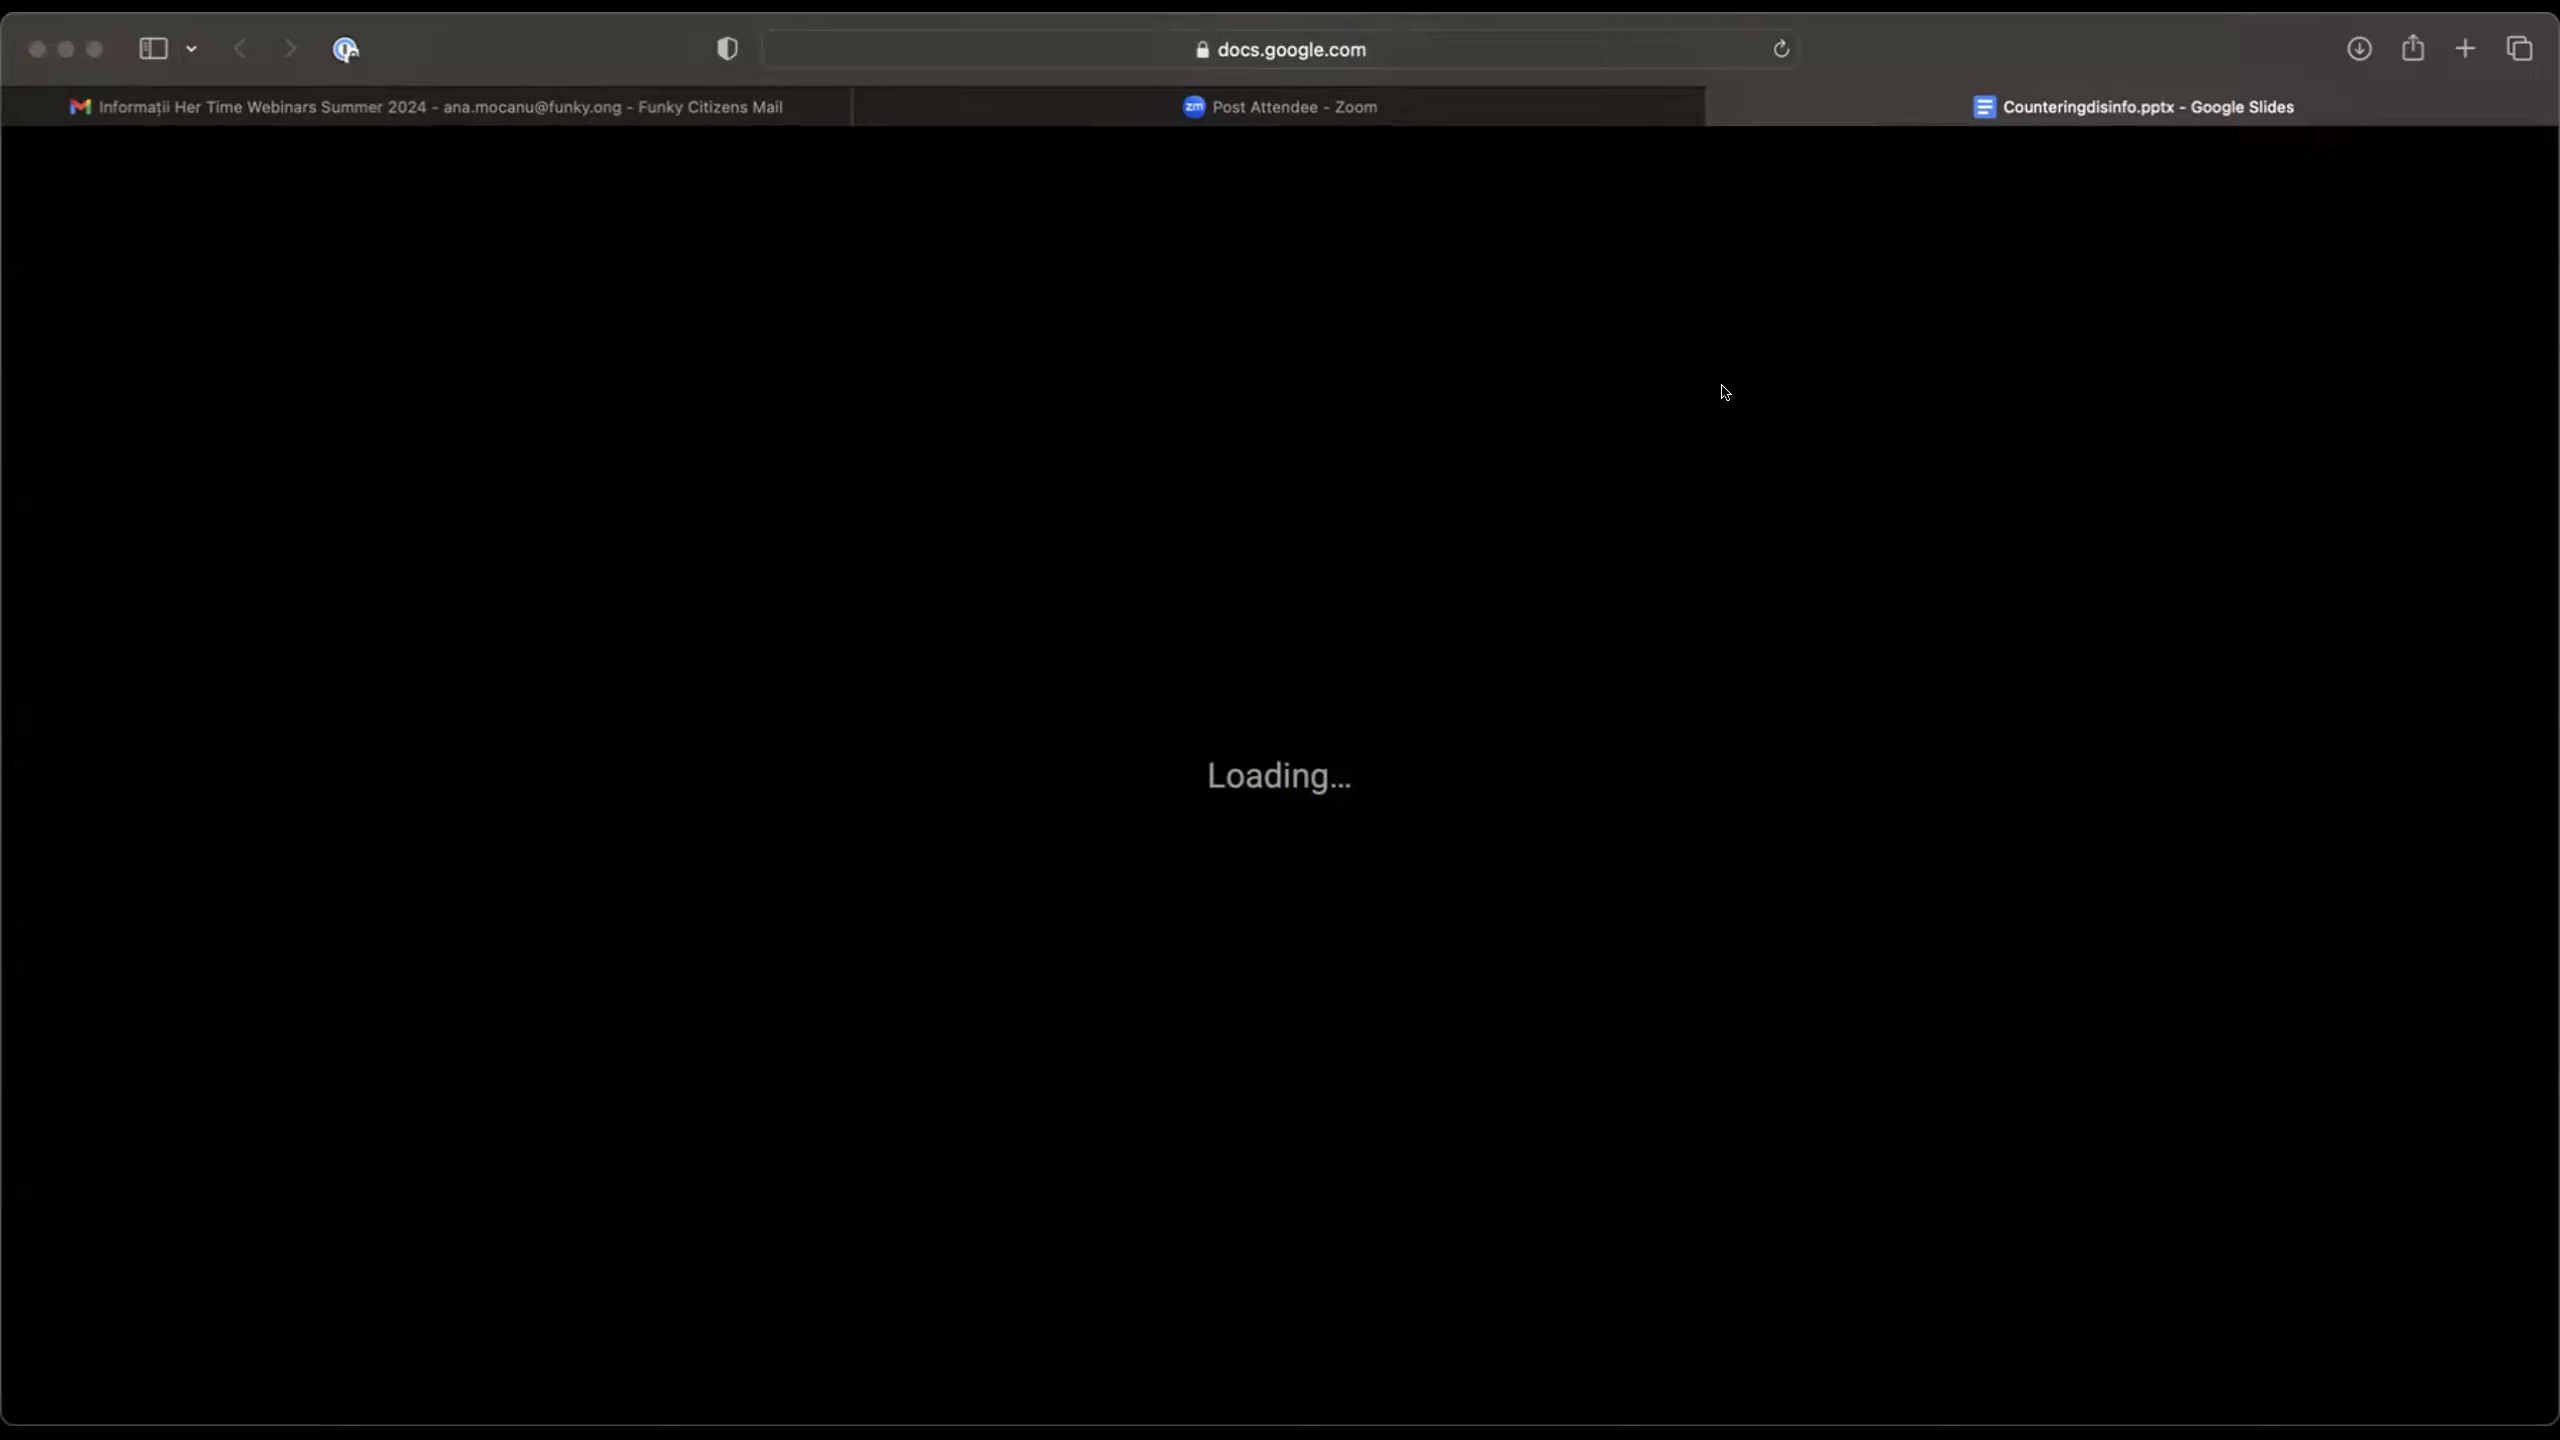 docs.google.com
Informații Her Time Webinars Summer 2024 - ana.mocanu@funky.ong - Funky Citizens Mail
zm Post Attendee - Zoom
Counteringdisinfo.pptx - Google Slides
Loading...